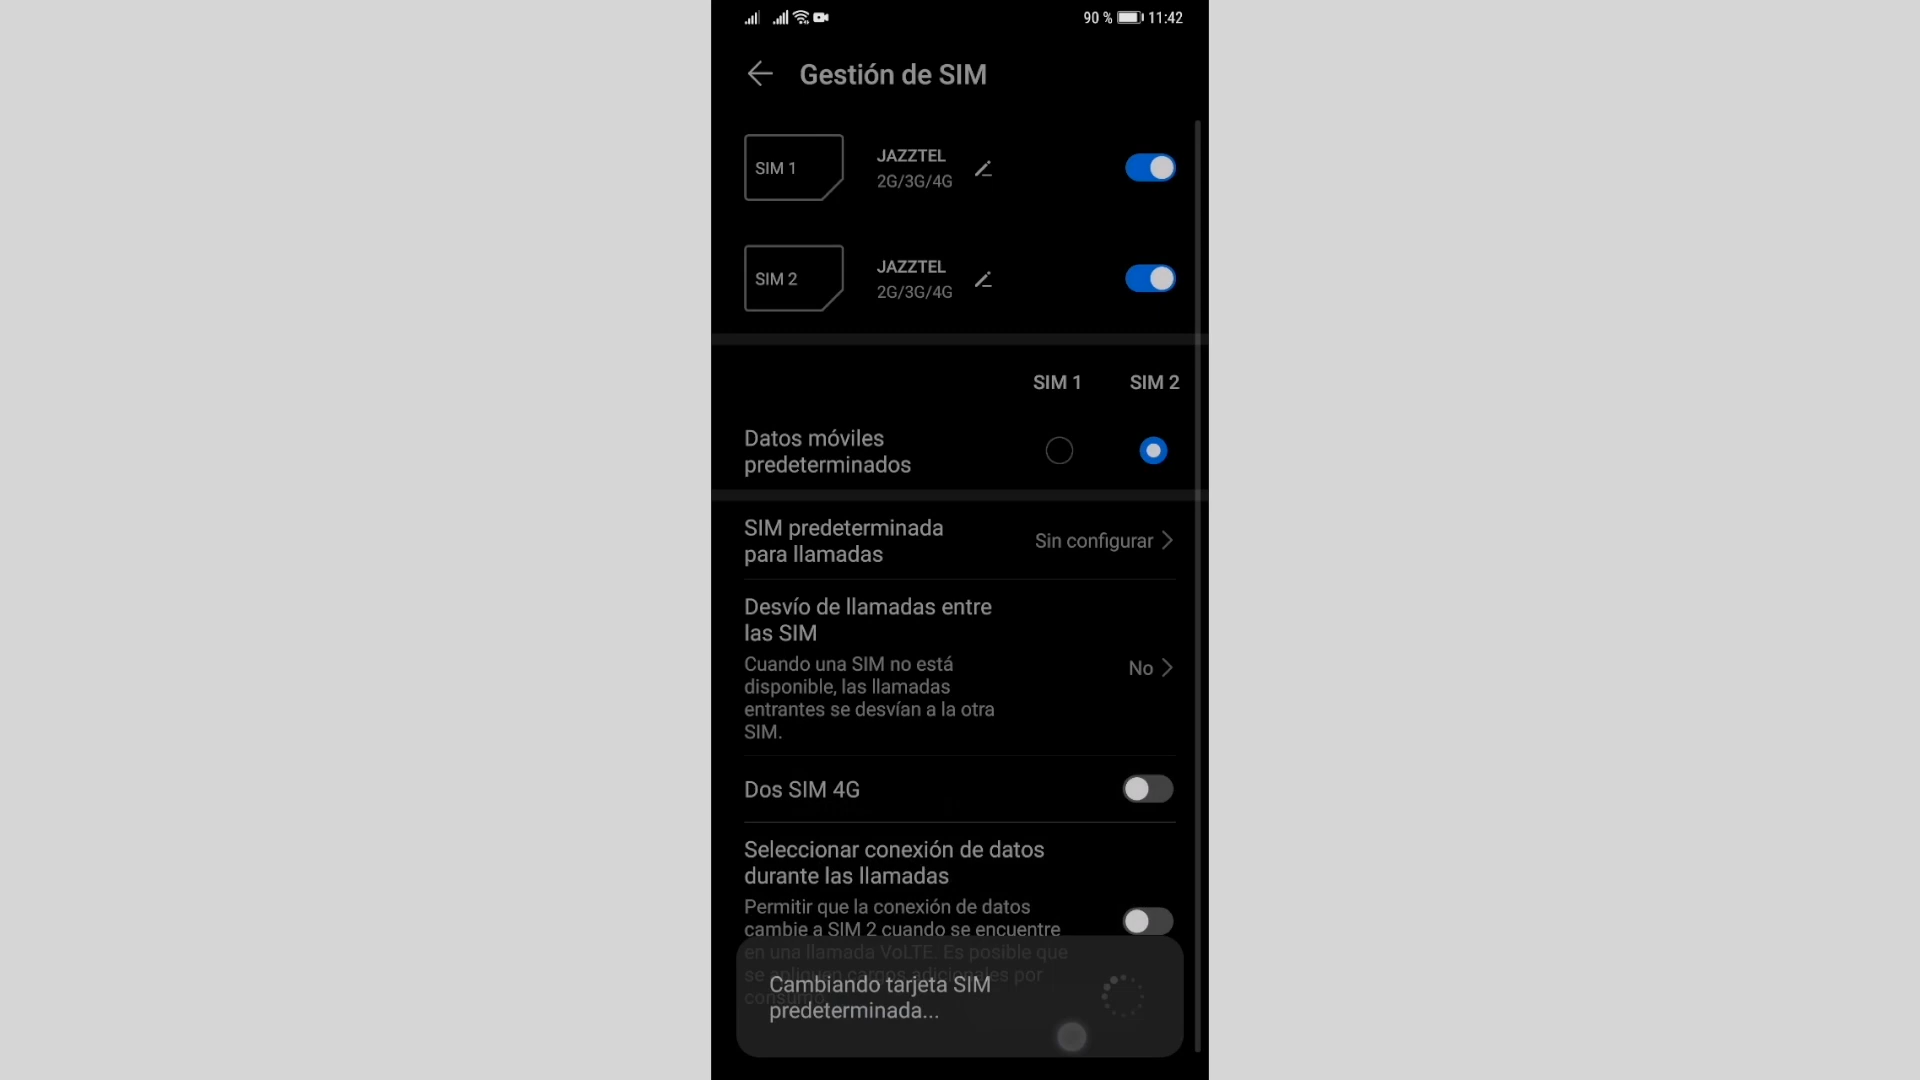 90 % 11:42
Gestión de SIM
SIM 1
JAZZTEL
2G/3G/4G
SIM 2
JAZZTEL
2G/3G/4G
SIM 1 SIM 2
Datos móviles
predeterminados
SIM predeterminada
para llamadas
Sin configurar
Desvío de llamadas entre
las SIM
Cuando una SIM no está
disponible, las llamadas
entrantes se desvían a la otra
SIM.
No
Dos SIM 4G
Seleccionar conexión de datos
durante las llamadas
Permitir que la conexión de datos
cambie a SIM 2 cuando se encuentre
en una llamada VoLTE. Es posible que
se apliquen cargos adicionales por
consumo.
Cambiando tarjeta SIM
predeterminada...